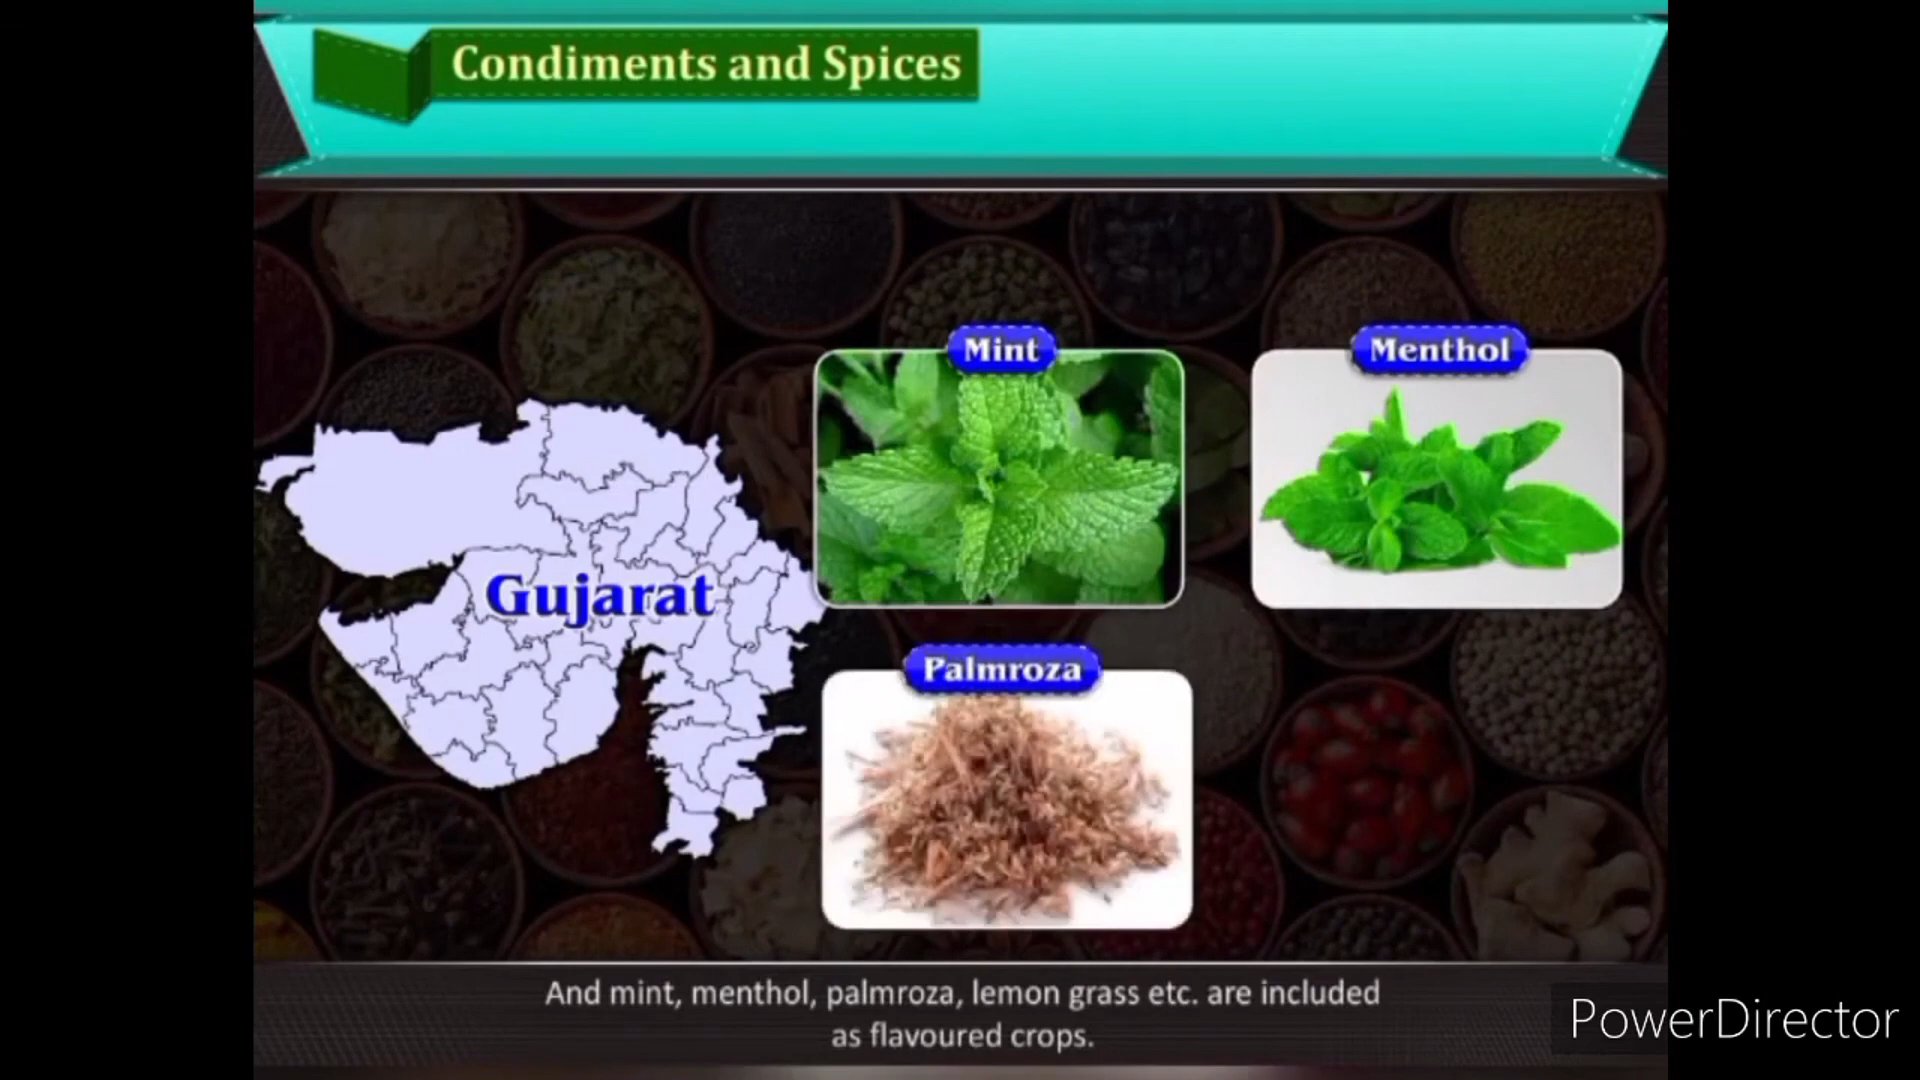 Condiments and Spices
Mint
Menthol
Gujarat
Palmroza
And mint, menthol, palmroza, lemon grass etc. are included
as flavoured crops.
PowerDirector